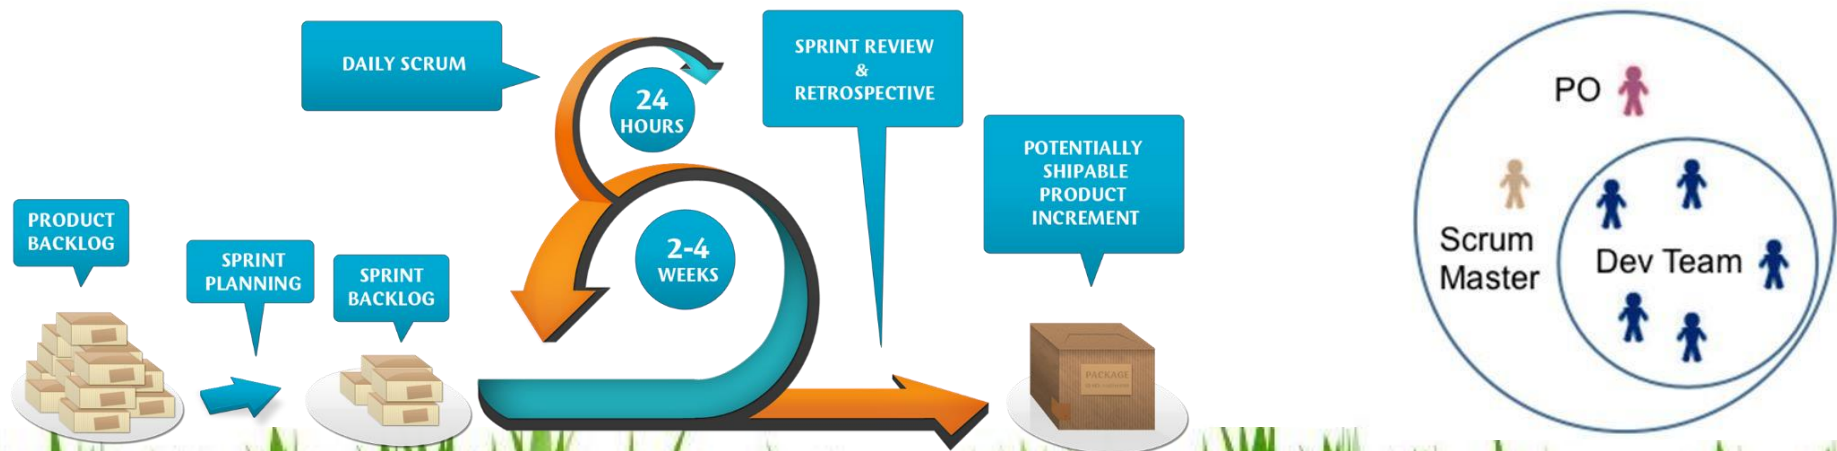 PRODUCT
BACKLOG
SPRINT
PLANNING
SPRINT
BACKLOG
DAILY SCRUM
24
HOURS
2-4
WEEKS
SPRINT REVIEW
&
RETROSPECTIVE
POTENTIALLY
SHIPABLE
PRODUCT
INCREMENT
PACKAGE
PO
Scrum
Master
Dev Team